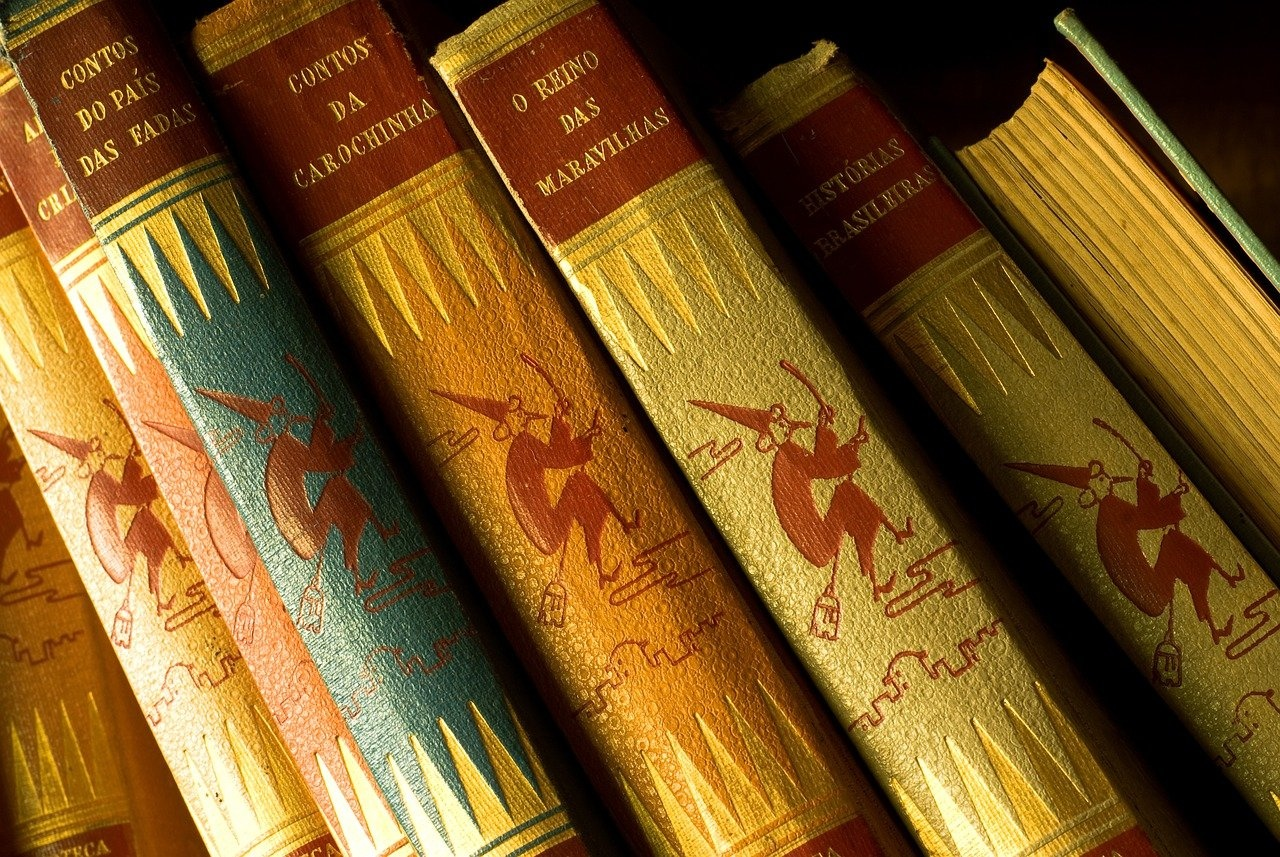 CONTOS
DO PAÍS
DAS FADAS
CONTOS
DA
CAROCHINHA
O REINO
DAS
MARAVILHAS
HISTÓRIAS
BRASILEIRAS